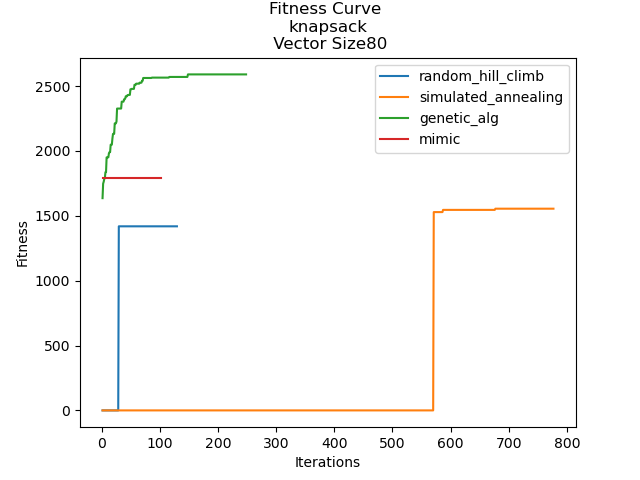 Fitness Curve
knapsack
Vector Size80
random_hill_climb
simulated_annealing
genetic_alg
mimic
Fitness
2500
2000
1500
1000
500
0
0 100 200 300 400 500 600 700 800
Iterations